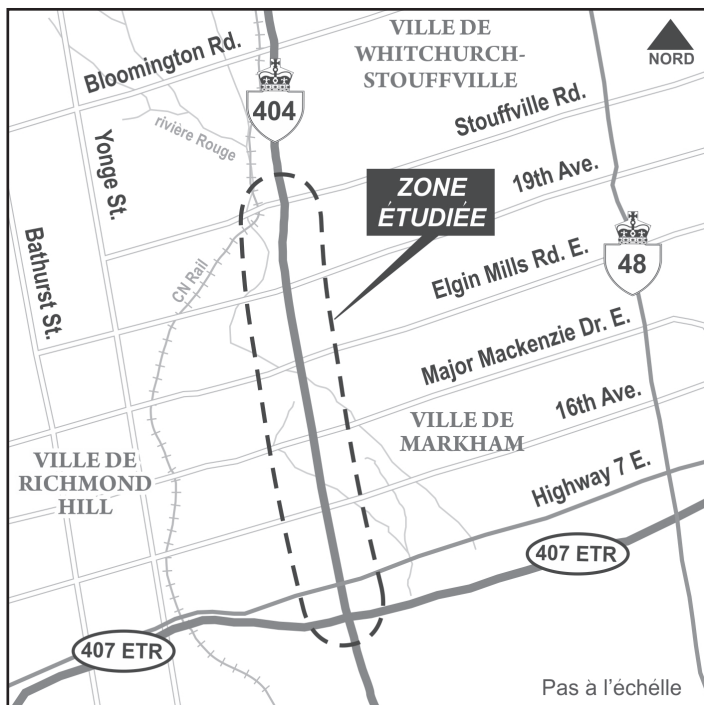 VILLE DE
WHITCHURCH-
STOUFFVILLE
NORD
Bloomington Rd.
404
Stouffville Rd.
Yonge St.
rivière Rouge
19th Ave.
ZONE
ÉTUDIÉE
Bathurst St.
CN Rail
Elgin Mills Rd. E.
48
Major Mackenzie Dr. E.
16th Ave.
VILLE DE
MARKHAM
VILLE DE
RICHMOND
HILL
Highway 7 E.
407 ETR
407 ETR
Pas à l'échélle